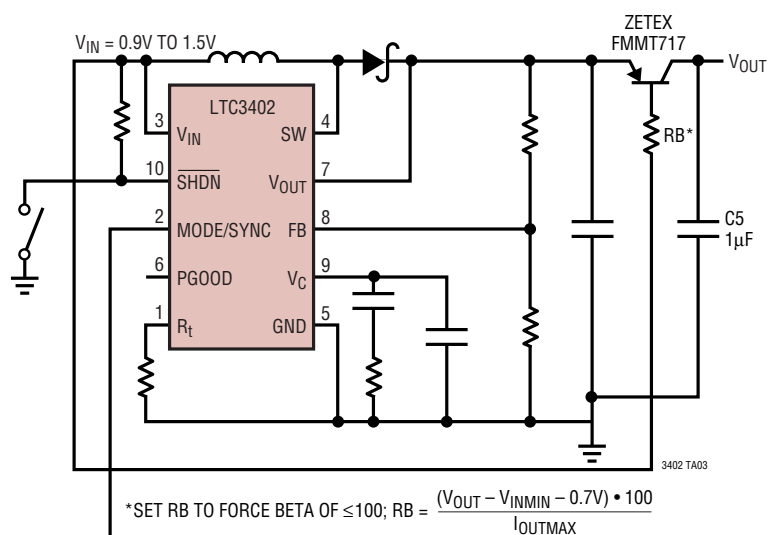 ZETEX
FMMT717
V_IN = 0.9V TO 1.5V
V_OUT
LTC3402
3
V_IN
SW
4
RB*
10
SHDN
V_OUT
7
2
MODE/SYNC
FB
8
C5
1µF
6
PGOOD
V_C
9
1
R_t
GND
5
3402 TA03
*SET RB TO FORCE BETA OF ≤100; RB = (V_OUT – V_INMIN – 0.7V) • 100
I_OUTMAX